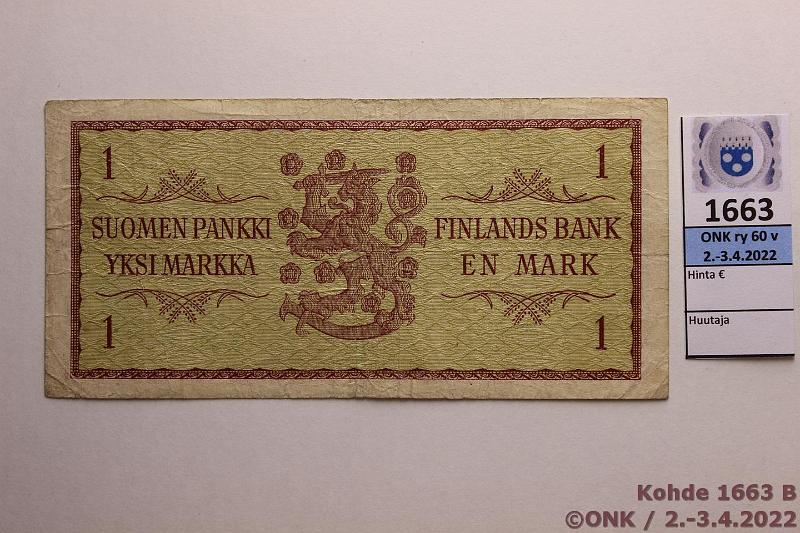 1 1
SUOMEN PANKKI FINLANDS BANK
YKSI MARKKA EN MARK
1 1
1663
ONK ry 60 v
2.-3.4.2022
Hinta €
Huutaja
Kohde 1663 B
©ONK / 2.-3.4.2022